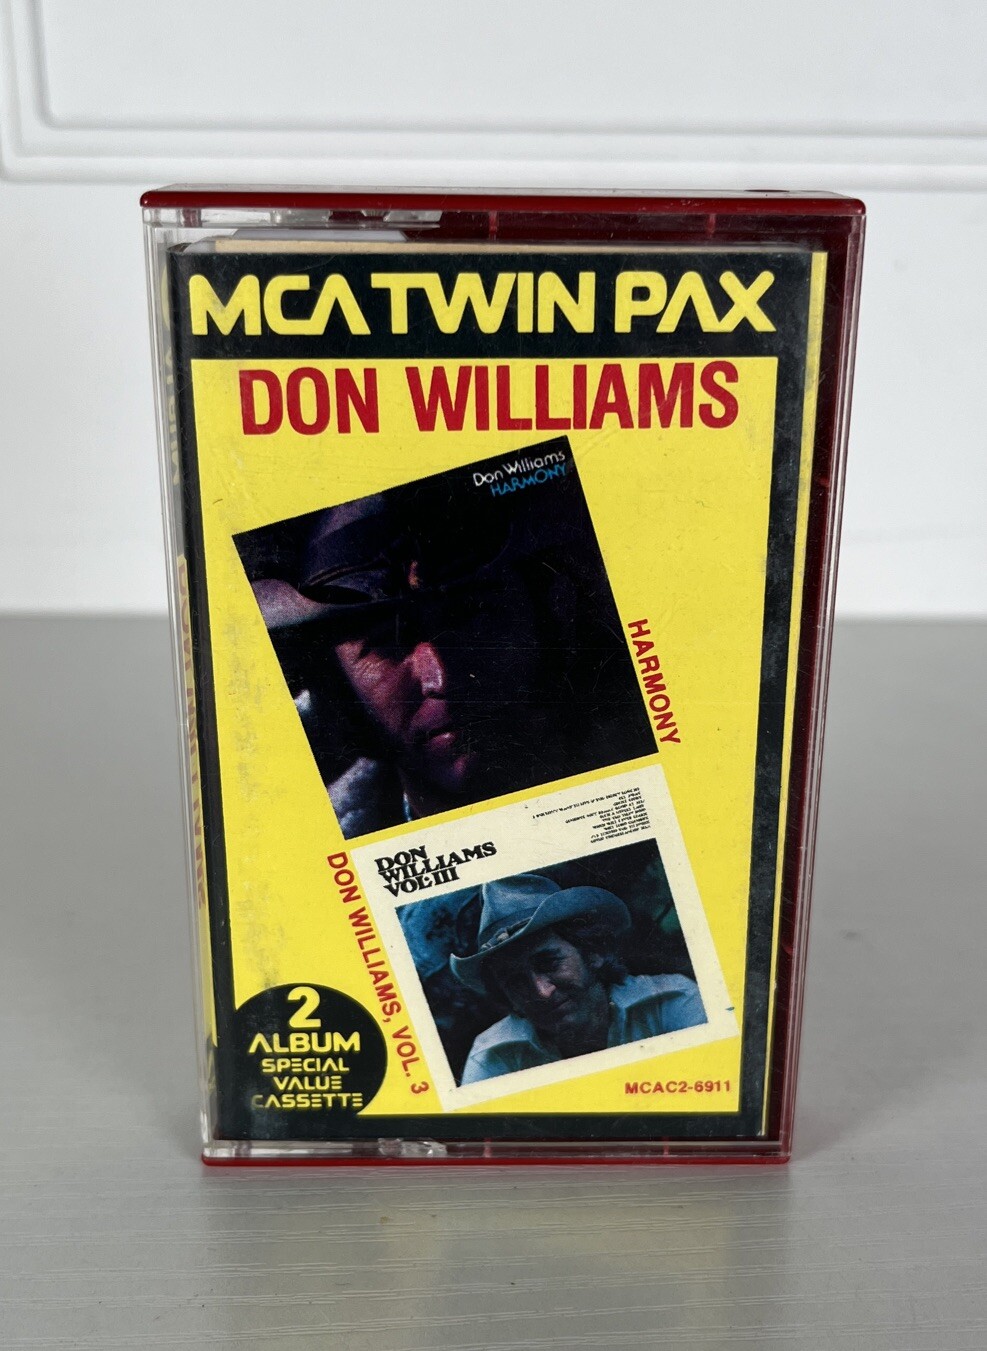 MCA TWIN PAX
DON WILLIAMS
Don Williams
HARMONY
HARMONY
DON
WILLIAMS
VOL·III
DON WILLIAMS, VOL. 3
2
ALBUM
SPECIAL
VALUE
CASSETTE
MCAC2-6911